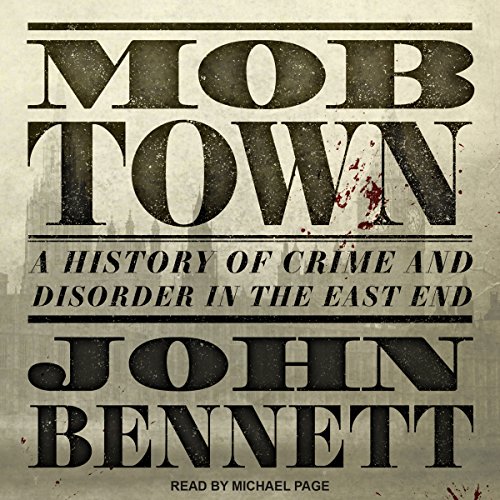 MOB
TOWN
A HISTORY OF CRIME AND
DISORDER IN THE EAST END
JOHN
BENNETT
READ BY MICHAEL PAGE